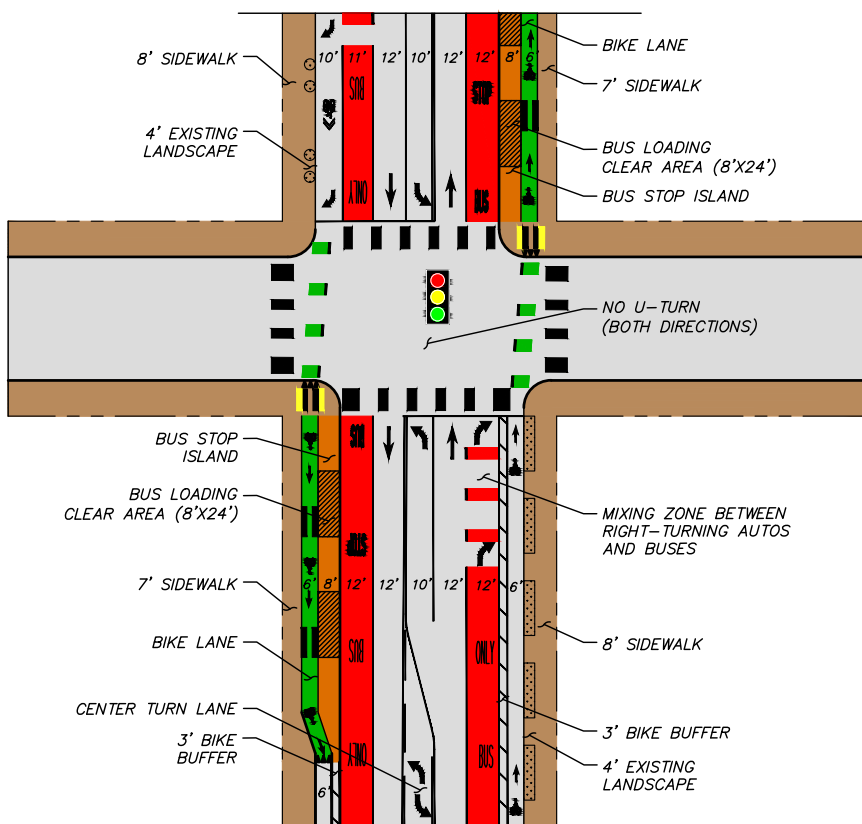 8' SIDEWALK
4' EXISTING
LANDSCAPE
10' 11' 12' 10' 12' 12' 8' 6'
BUS
ONLY
STOP
BUS
BIKE LANE
7' SIDEWALK
BUS LOADING
CLEAR AREA (8'X24')
BUS STOP ISLAND
NO U-TURN
(BOTH DIRECTIONS)
BUS STOP
ISLAND
BUS LOADING
CLEAR AREA (8'X24')
7' SIDEWALK
BIKE LANE
CENTER TURN LANE
3' BIKE
BUFFER
BUS
BUS
6' 8' 12' 12' 10' 12' 12' 6'
BUS
ONLY
ONLY
BUS
6'
MIXING ZONE BETWEEN
RIGHT-TURNING AUTOS
AND BUSES
8' SIDEWALK
3' BIKE BUFFER
4' EXISTING
LANDSCAPE